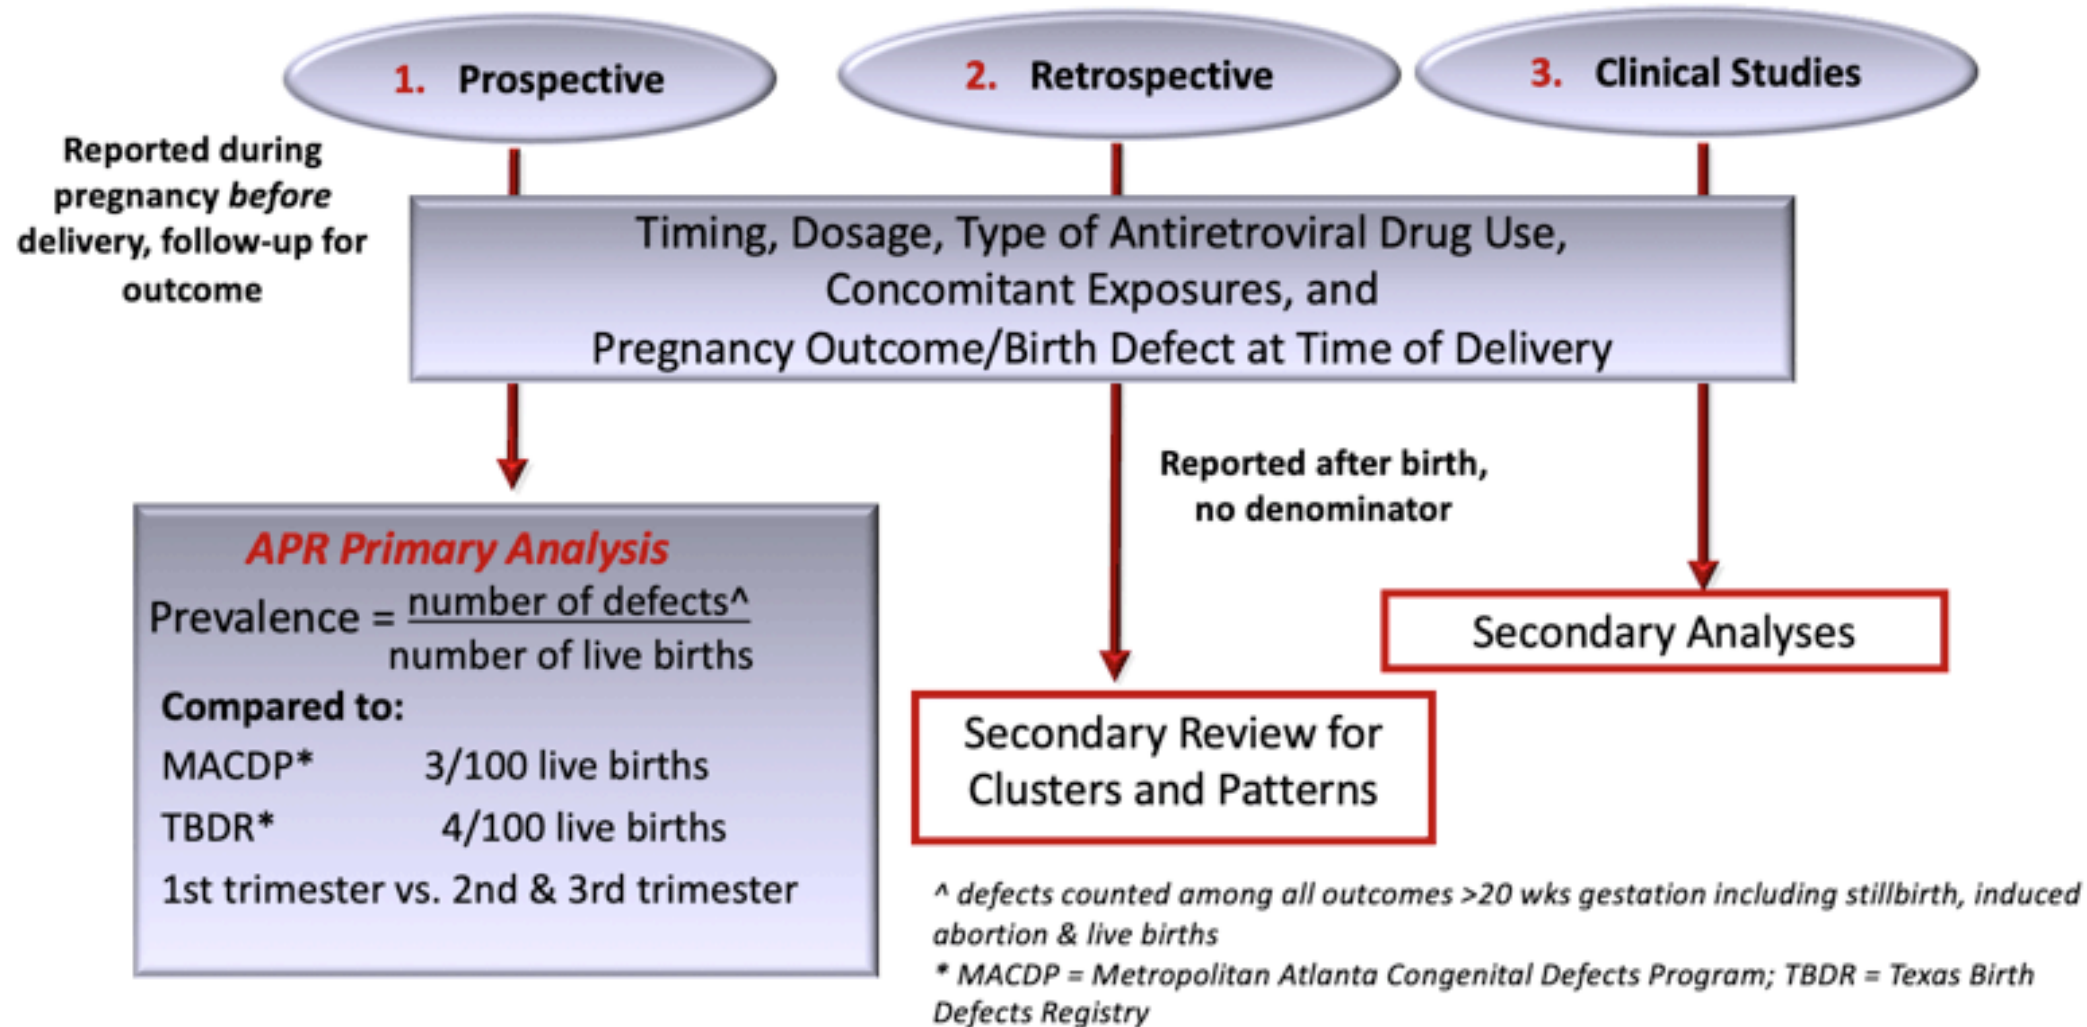 1. Prospective
2. Retrospective
3. Clinical Studies
Reported during
pregnancy before
delivery, follow-up for
outcome
Timing, Dosage, Type of Antiretroviral Drug Use,
Concomitant Exposures, and
Pregnancy Outcome/Birth Defect at Time of Delivery
Reported after birth,
no denominator
APR Primary Analysis
Prevalence = number of defects^
number of live births
Compared to:
MACDP* 3/100 live births
TBDR* 4/100 live births
1st trimester vs. 2nd & 3rd trimester
Secondary Review for
Clusters and Patterns
Secondary Analyses
^ defects counted among all outcomes >20 wks gestation including stillbirth, induced
abortion & live births
* MACDP = Metropolitan Atlanta Congenital Defects Program; TBDR = Texas Birth
Defects Registry